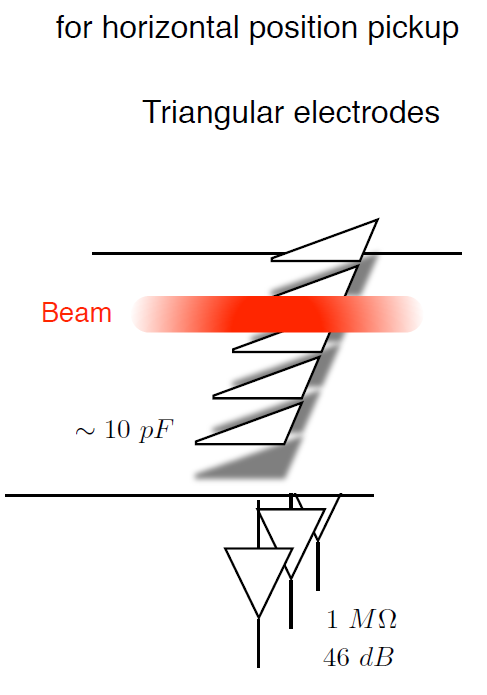 for horizontal position pickup
Triangular electrodes
Beam
∼ 10 pF
1 MΩ
46 dB